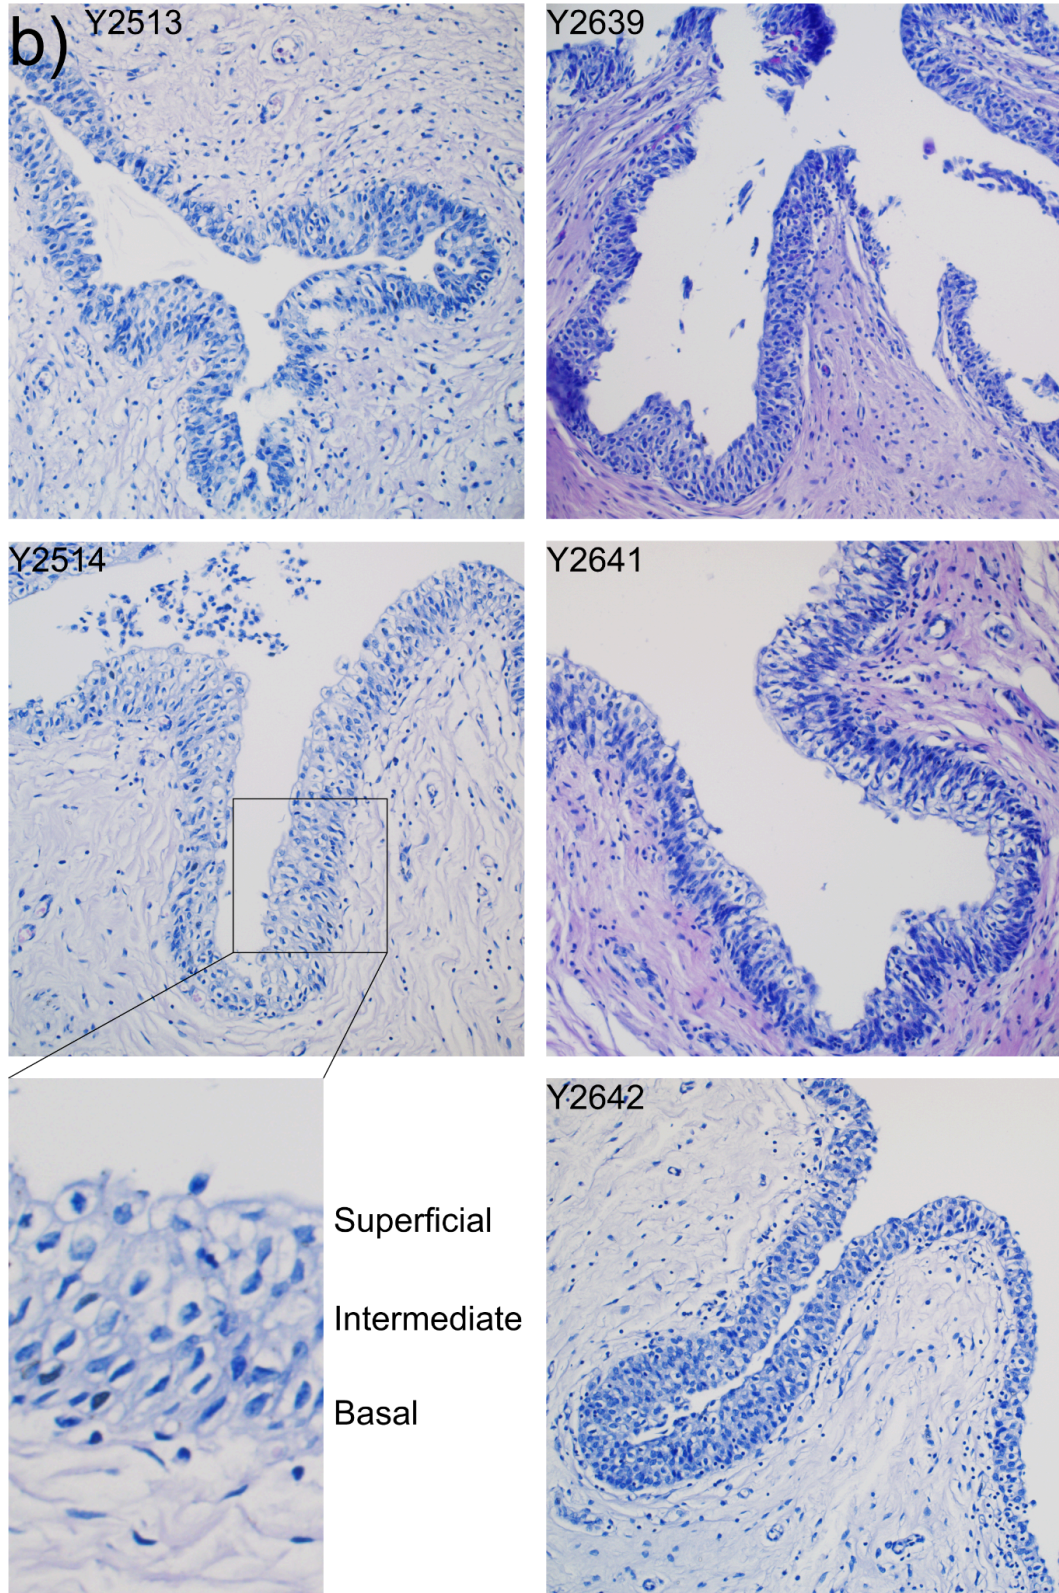 b)
Y2513
Y2639
Y2514
Y2641
Y2642
Superficial
Intermediate
Basal